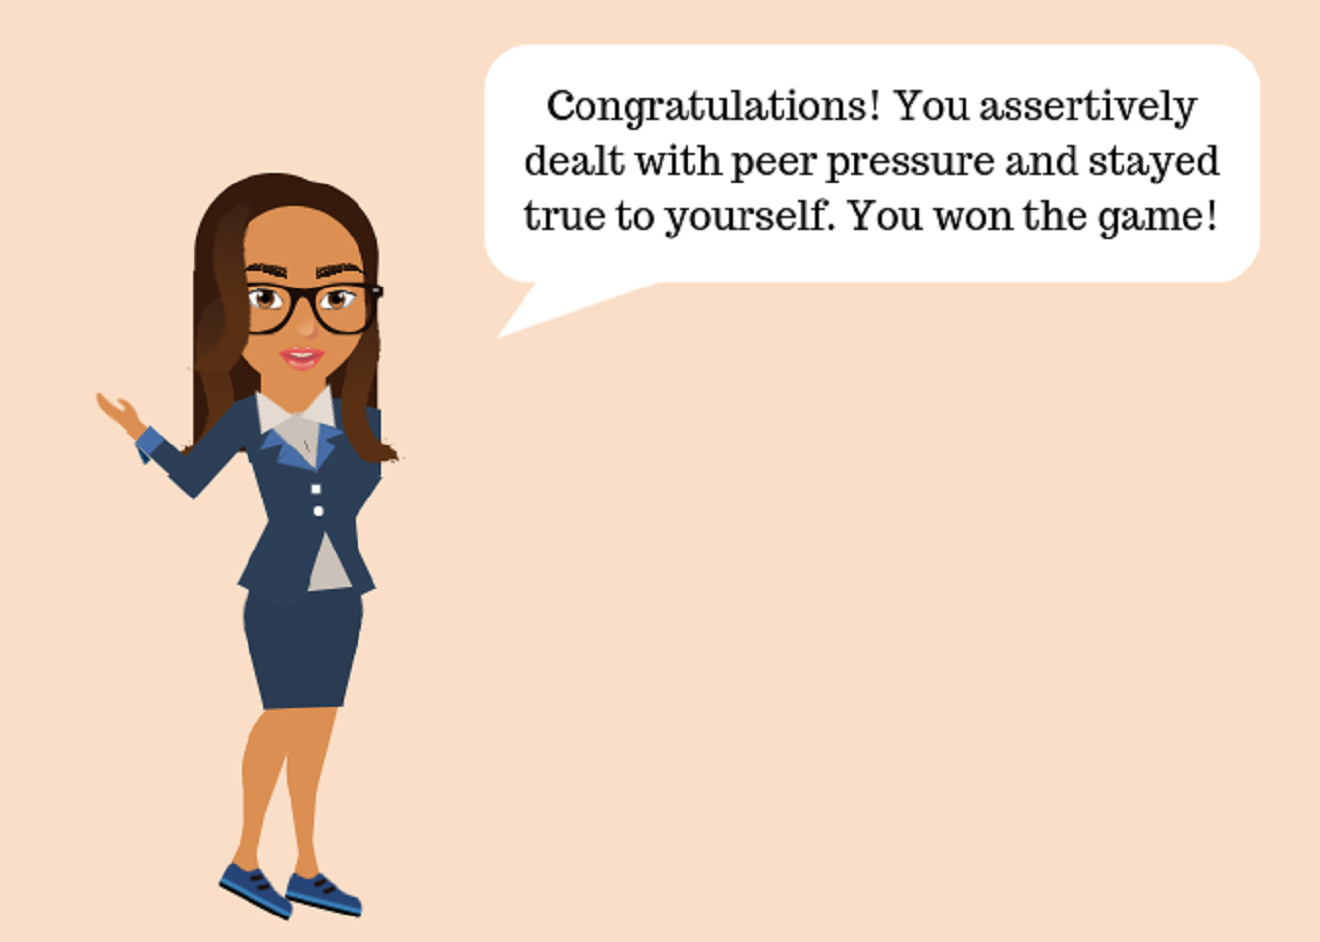 Congratulations! You assertively
dealt with peer pressure and stayed
true to yourself. You won the game!